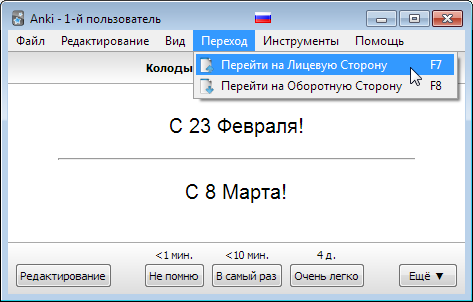 Anki - 1-й пользователь
Файл Редактирование Вид Переход Инструменты Помощь
Колоды
Перейти на Лицевую Сторону F7
Перейти на Оборотную Сторону F8
С 23 Февраля!
С 8 Марта!
<1 мин. <10 мин. 4 д.
Редактирование Не помню В самый раз Очень легко Ещё ▼